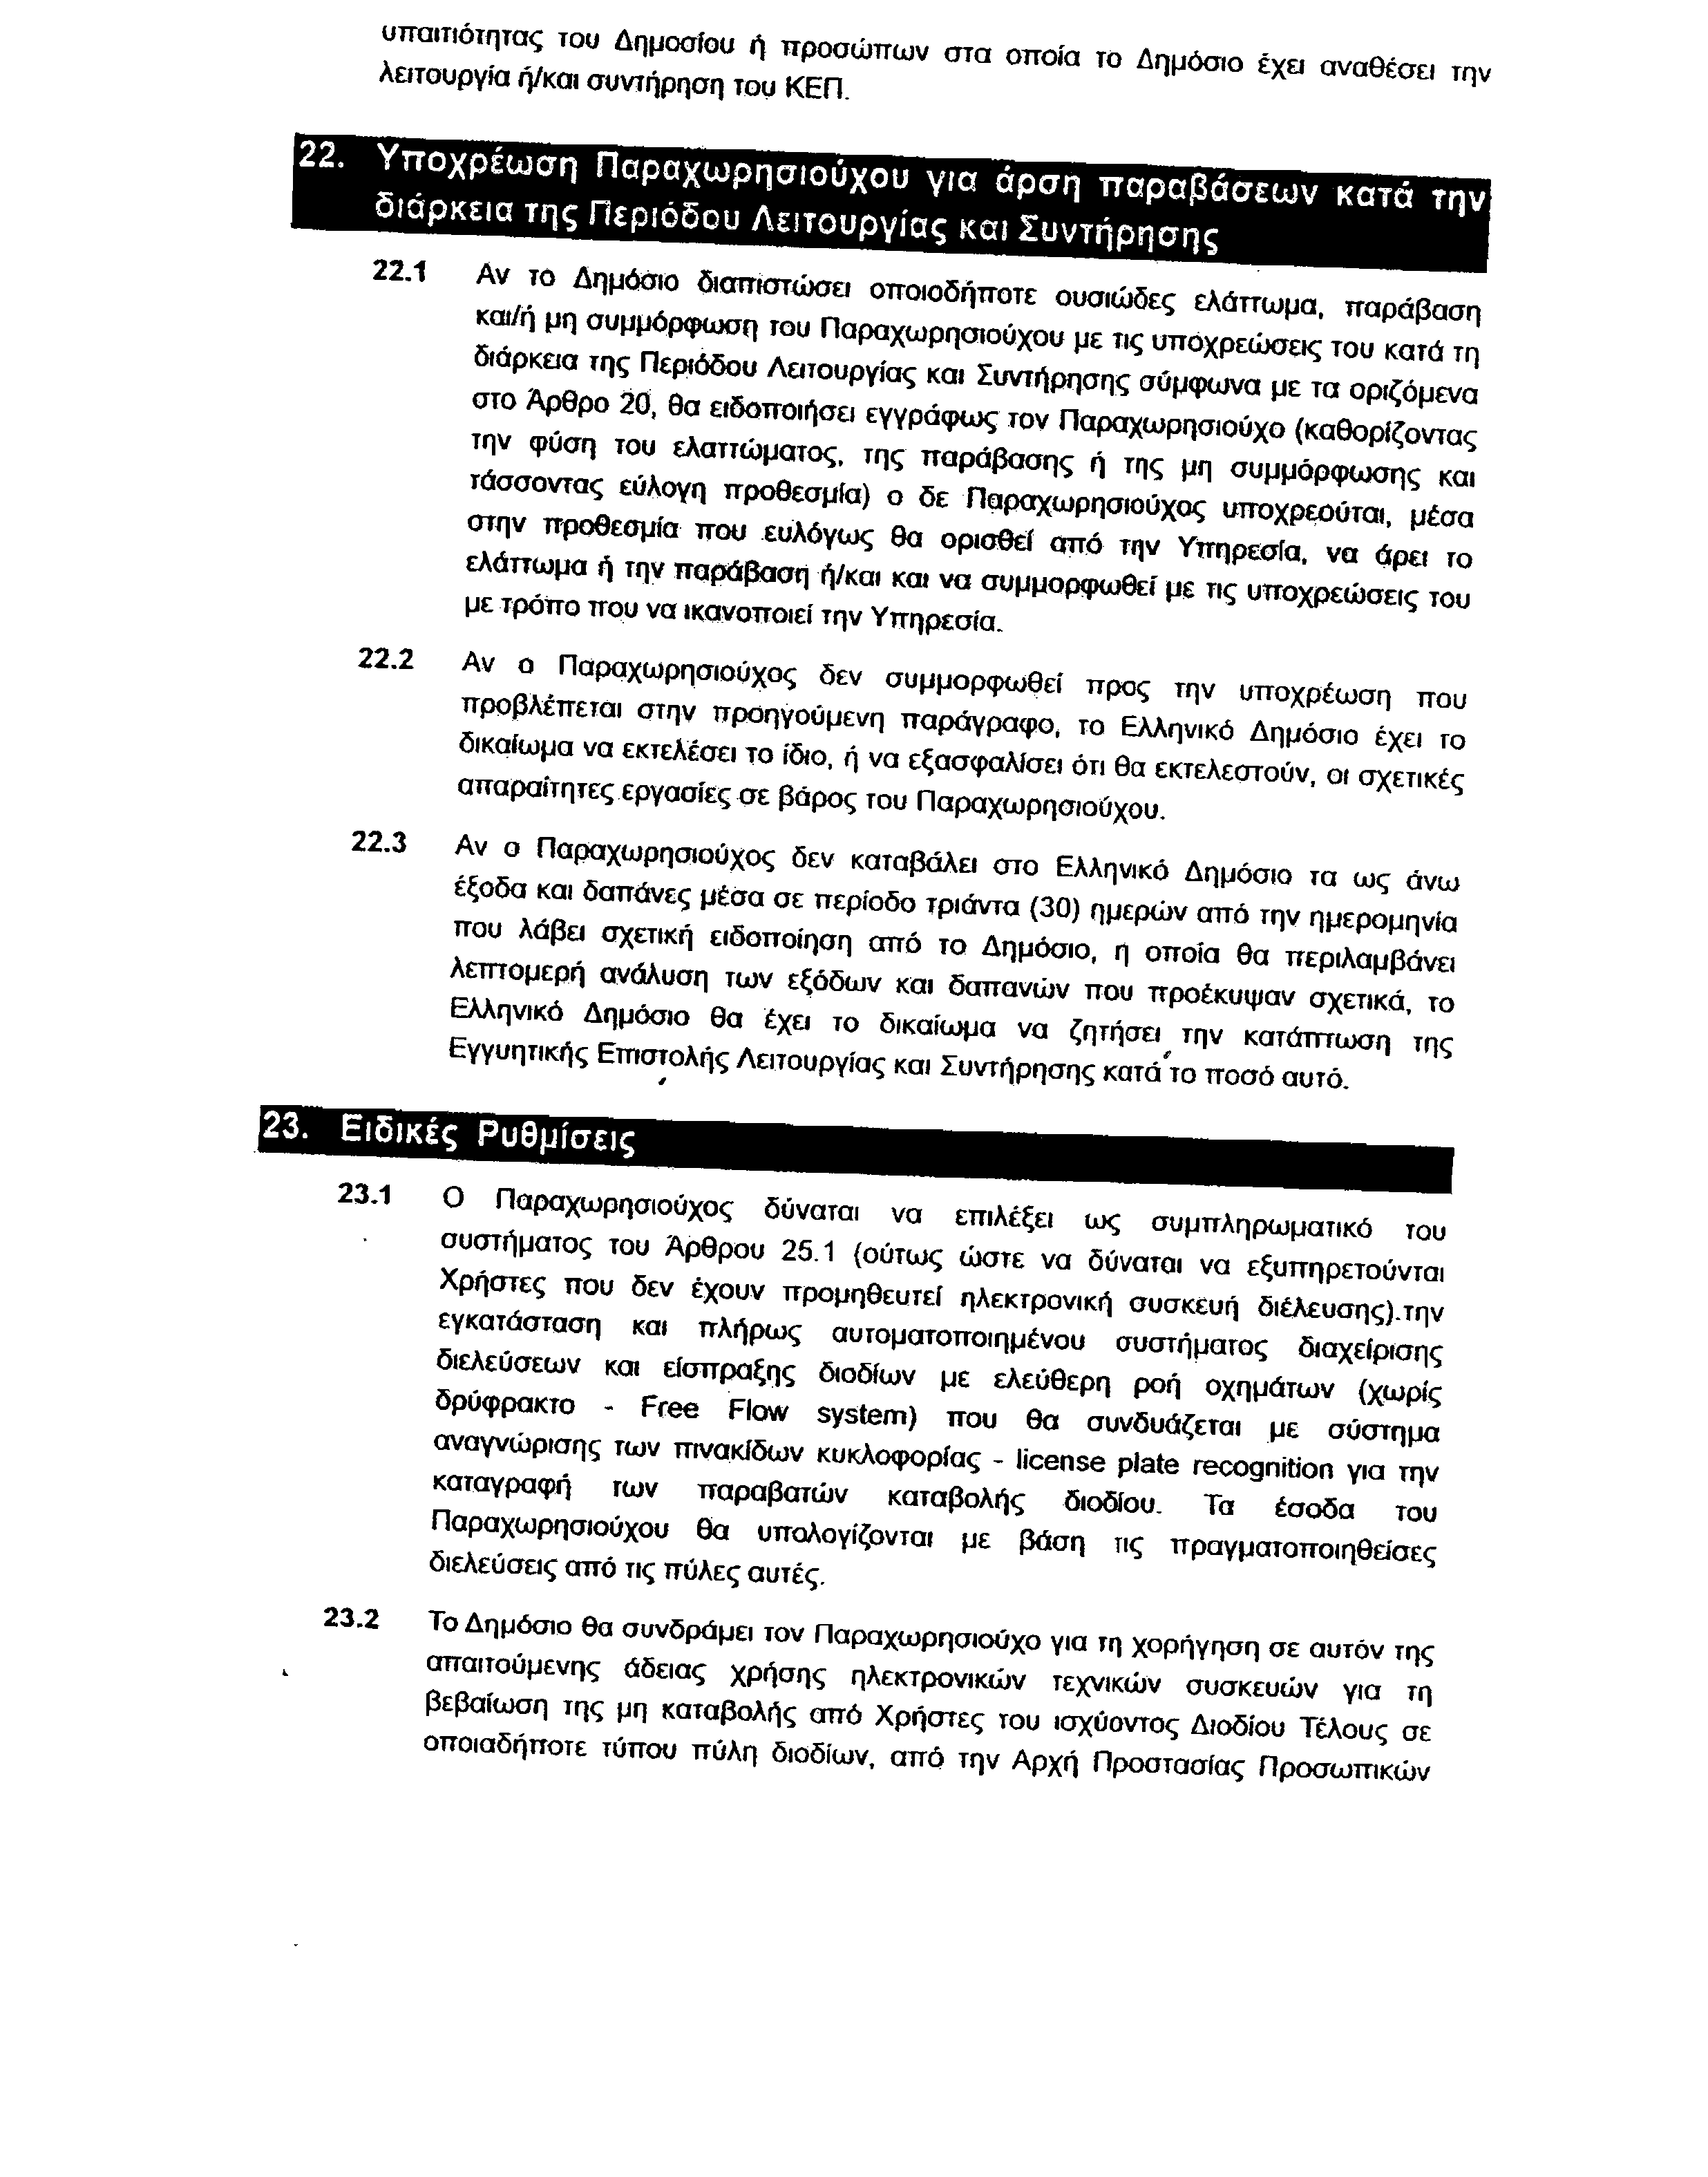 υπαιτιότητας του Δημοσίου ή προσώπων στα οποία το Δημόσιο έχει αναθέσει την
λειτουργία ή/και συντήρηση του ΚΕΠ.
22. Υποχρέωση Παραχωρησιούχου για άρση παραβάσεων κατά την
διάρκεια της Περιόδου Λειτουργίας και Συντήρησης
22.1 Αν το Δημόσιο διαπιστώσει οποιοδήποτε ουσιώδες ελάττωμα, παράβαση
και/ή μη συμμόρφωση του Παραχωρησιούχου με τις υποχρεώσεις του κατά τη
διάρκεια της Περιόδου Λειτουργίας και Συντήρησης σύμφωνα με τα οριζόμενα
στο Άρθρο 20, θα ειδοποιήσει εγγράφως τον Παραχωρησιούχο (καθορίζοντας
την φύση του ελαττώματος, της παράβασης ή της μη συμμόρφωσης και
τάσσοντας εύλογη προθεσμία) ο δε Παραχωρησιούχος υποχρεούται, μέσα
στην προθεσμία που ευλόγως θα ορισθεί από την Υπηρεσία, να άρει το
ελάττωμα ή την παράβαση ή/και και να συμμορφωθεί με τις υποχρεώσεις του
με τρόπο που να ικανοποιεί την Υπηρεσία.
22.2 Αν ο Παραχωρησιούχος δεν συμμορφωθεί προς την υποχρέωση που
προβλέπεται στην προηγούμενη παράγραφο, το Ελληνικό Δημόσιο έχει το
δικαίωμα να εκτελέσει το ίδιο, ή να εξασφαλίσει ότι θα εκτελεστούν, οι σχετικές
απαραίτητες εργασίες σε βάρος του Παραχωρησιούχου.
22.3 Αν ο Παραχωρησιούχος δεν καταβάλει στο Ελληνικό Δημόσιο τα ως άνω
έξοδα και δαπάνες μέσα σε περίοδο τριάντα (30) ημερών από την ημερομηνία
που λάβει σχετική ειδοποίηση από το Δημόσιο, η οποία θα περιλαμβάνει
λεπτομερή ανάλυση των εξόδων και δαπανών που προέκυψαν σχετικά, το
Ελληνικό Δημόσιο θα έχει το δικαίωμα να ζητήσει την κατάπτωση της
Εγγυητικής Επιστολής Λειτουργίας και Συντήρησης κατά το ποσό αυτό.
23. Ειδικές Ρυθμίσεις
23.1 Ο Παραχωρησιούχος δύναται να επιλέξει ως συμπληρωματικό του
συστήματος του Άρθρου 25.1 (ούτως ώστε να δύναται να εξυπηρετούνται
Χρήστες που δεν έχουν προμηθευτεί ηλεκτρονική συσκευή διέλευσης).την
εγκατάσταση και πλήρως αυτοματοποιημένου συστήματος διαχείρισης
διελεύσεων και είσπραξης διοδίων με ελεύθερη ροή οχημάτων (χωρίς
δρύφρακτο - Free Flow system) που θα συνδυάζεται με σύστημα
αναγνώρισης των πινακίδων κυκλοφορίας - license plate recognition για την
καταγραφή των παραβατών καταβολής διοδίου. Τα έσοδα του
Παραχωρησιούχου θα υπολογίζονται με βάση τις πραγματοποιηθείσες
διελεύσεις από τις πύλες αυτές.
23.2 Το Δημόσιο θα συνδράμει τον Παραχωρησιούχο για τη χορήγηση σε αυτόν της
απαιτούμενης άδειας χρήσης ηλεκτρονικών τεχνικών συσκευών για τη
βεβαίωση της μη καταβολής από Χρήστες του ισχύοντος Διοδίου Τέλους σε
οποιαδήποτε τύπου πύλη διοδίων, από την Αρχή Προστασίας Προσωπικών